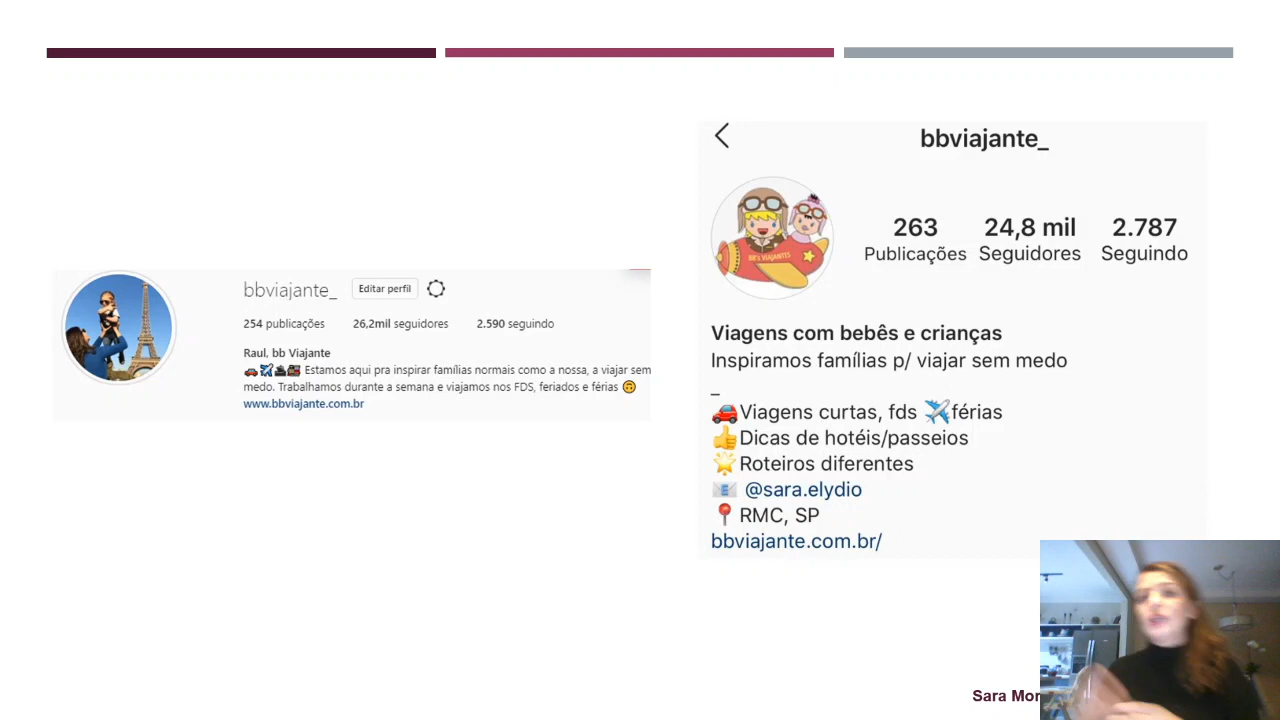 bbviajante_ Editar perfil
254 publicações 26,2mil seguidores 2.590 seguindo
Raul, bb Viajante
🚗✈️🚢🚂 Estamos aqui pra inspirar famílias normais como a nossa, a viajar sem
medo. Trabalhamos durante a semana e viajamos nos FDS, feriados e férias 🙃
www.bbviajante.com.br
bbviajante_
BB's VIAJANTES
263 24,8 mil 2.787
Publicações Seguidores Seguindo
Viagens com bebês e crianças
Inspiramos famílias p/ viajar sem medo
_
🚗Viagens curtas, fds ✈️férias
👍Dicas de hotéis/passeios
🌟Roteiros diferentes
📧 @sara.elydio
📍RMC, SP
bbviajante.com.br/
Sara